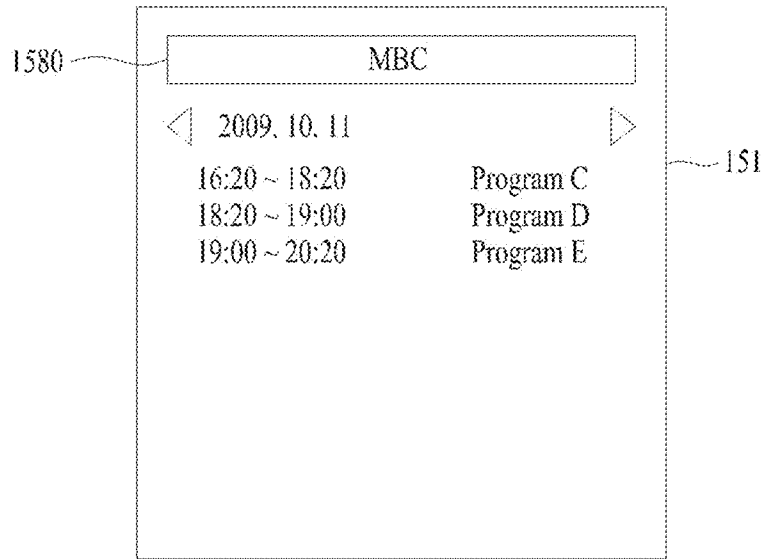 1580
MBC
2009. 10. 11
151
16:20 ~ 18:20 Program C
18:20 ~ 19:00 Program D
19:00 ~ 20:20 Program E